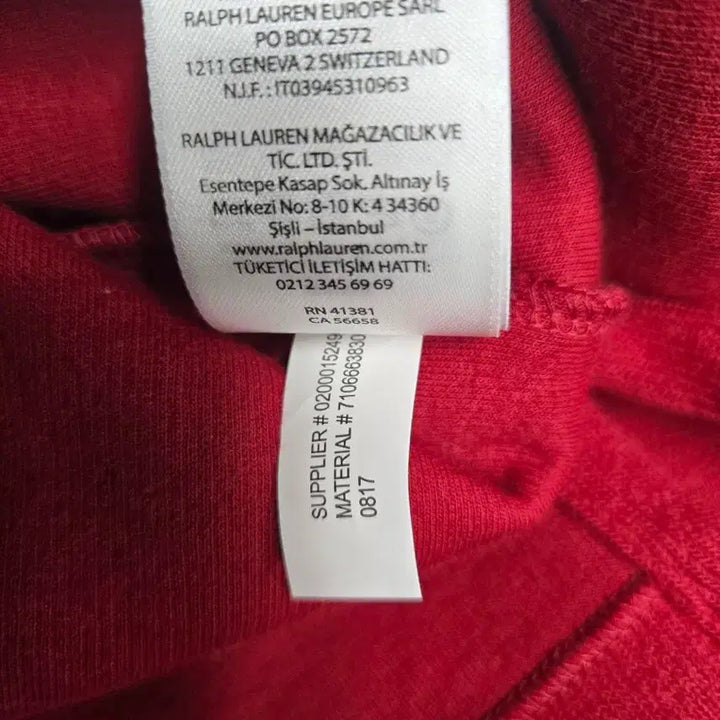 RALPH LAUREN EUROPE SARL
PO BOX 2572
1211 GENEVA 2 SWITZERLAND
N.I.F.: IT03945310963
RALPH LAUREN MAĞAZACILIK VE
TİC. LTD. ŞTİ.
Esentepe Kasap Sok. Altınay İş
Merkezi No: 8-10 K: 4 34360
Şişli – İstanbul
www.ralphlauren.com.tr
TÜKETİCİ İLETİŞİM HATTI:
0212 345 69 69
RN 41381
CA 56658
SUPPLIER # 0200015249
MATERIAL # 7106663830
0817